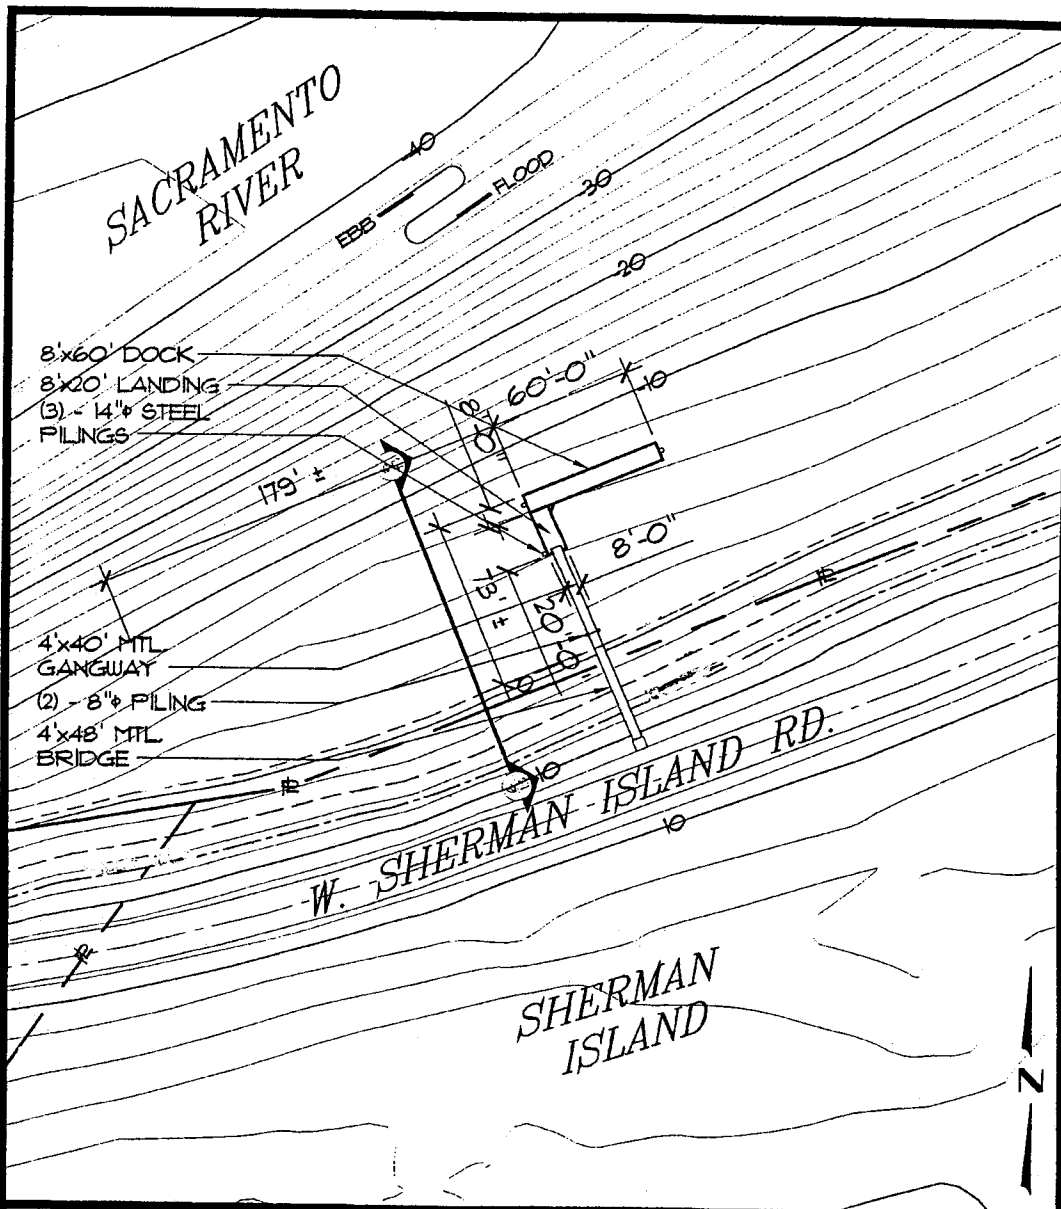 SACRAMENTO
RIVER
-40
EBB
FLOOD
-30
-20
8'x60' DOCK
8'x20' LANDING
(3) - 14"φ STEEL
PILINGS
60'-0"
8'-0"
-10
179' ±
8'-0"
73' ±
20'-0"
4'x40' MTL
GANGWAY
(2) - 8"φ PILING
4'x48' MTL
BRIDGE
0
10
W. SHERMAN ISLAND RD.
10
SHERMAN
ISLAND
N